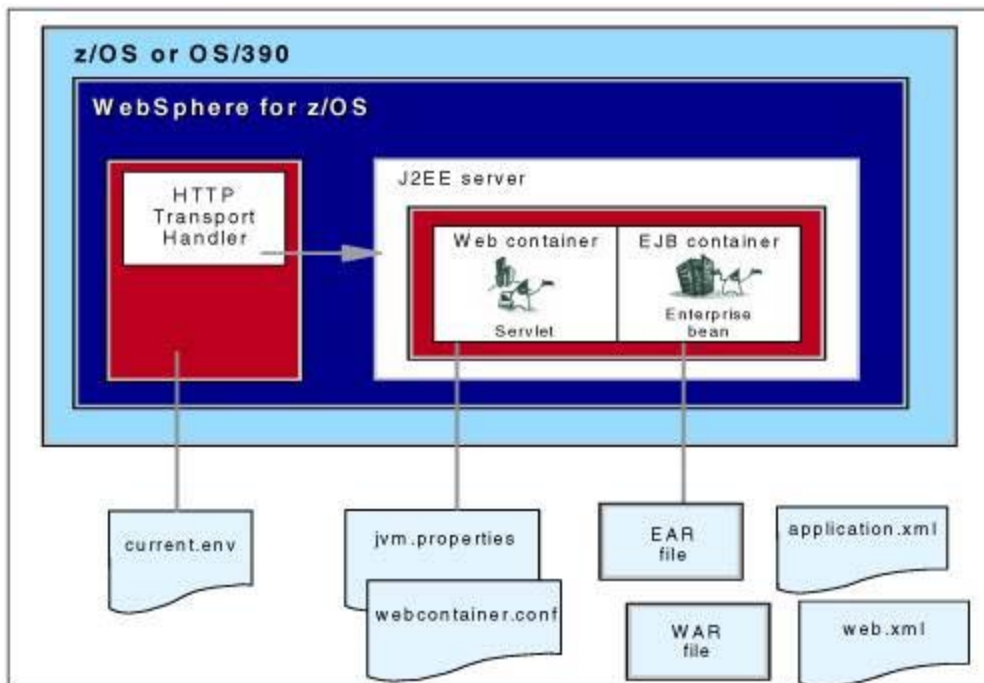 z/OS or OS/390
WebSphere for z/OS
HTTP
Transport
Handler
J2EE server
Web container
Servlet
EJB container
Enterprise
bean
current.env
jvm.properties
webcontainer.conf
EAR
file
application.xml
WAR
file
web.xml